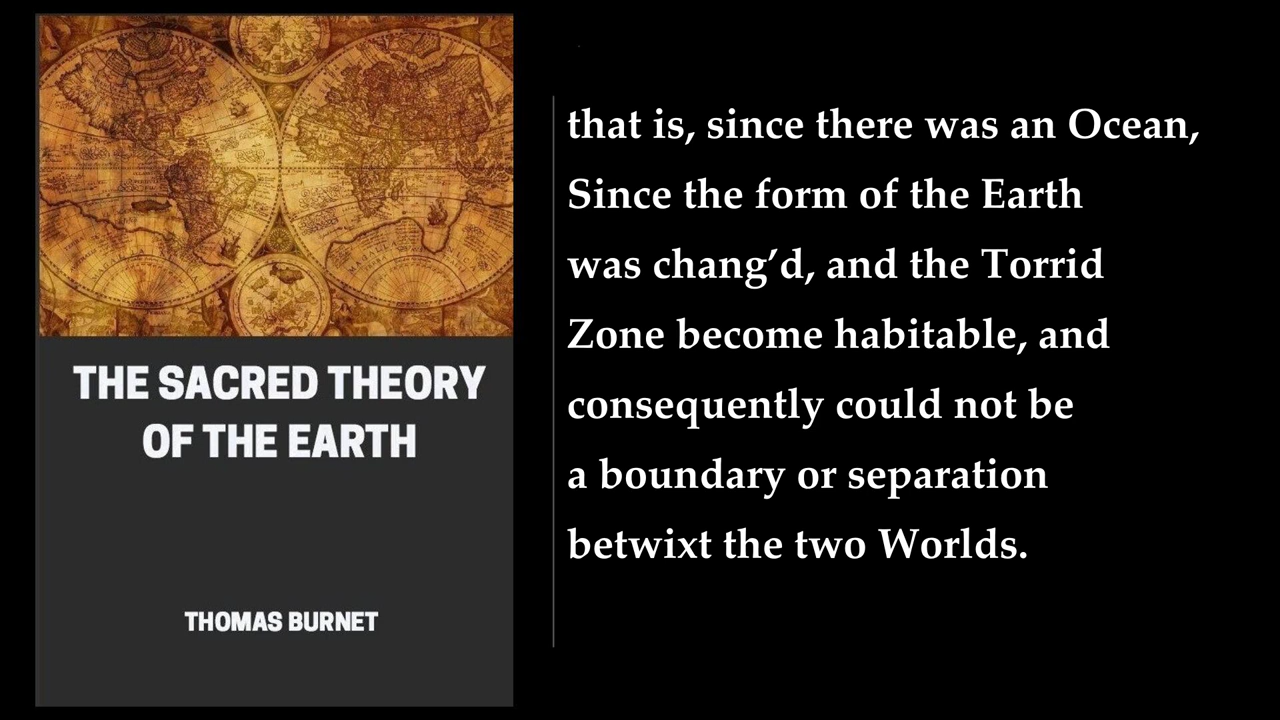 THE SACRED THEORY
OF THE EARTH
THOMAS BURNET
that is, since there was an Ocean,
Since the form of the Earth
was chang’d, and the Torrid
Zone become habitable, and
consequently could not be
a boundary or separation
betwixt the two Worlds.